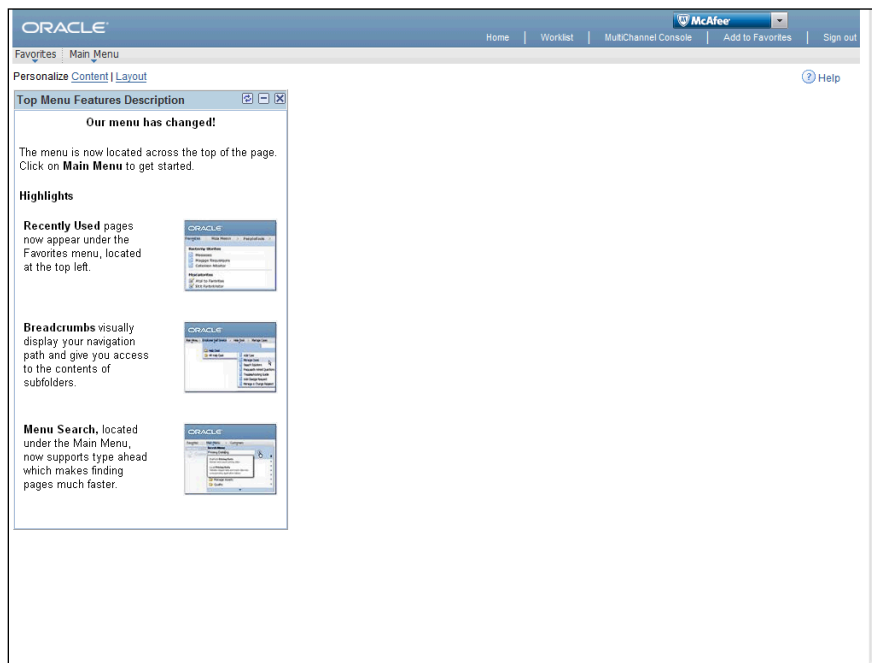 ORACLE
McAfee
Home | Worklist | MultiChannel Console | Add to Favorites | Sign out
Favorites Main Menu
Personalize Content | Layout
Help
Top Menu Features Description
Our menu has changed!
The menu is now located across the top of the page.
Click on Main Menu to get started.
Highlights
Recently Used pages
now appear under the
Favorites menu, located
at the top left.
ORACLE
Breadcrumbs visually
display your navigation
path and give you access
to the contents of
subfolders.
ORACLE
Menu Search, located
under the Main Menu,
now supports type ahead
which makes finding
pages much faster.
ORACLE